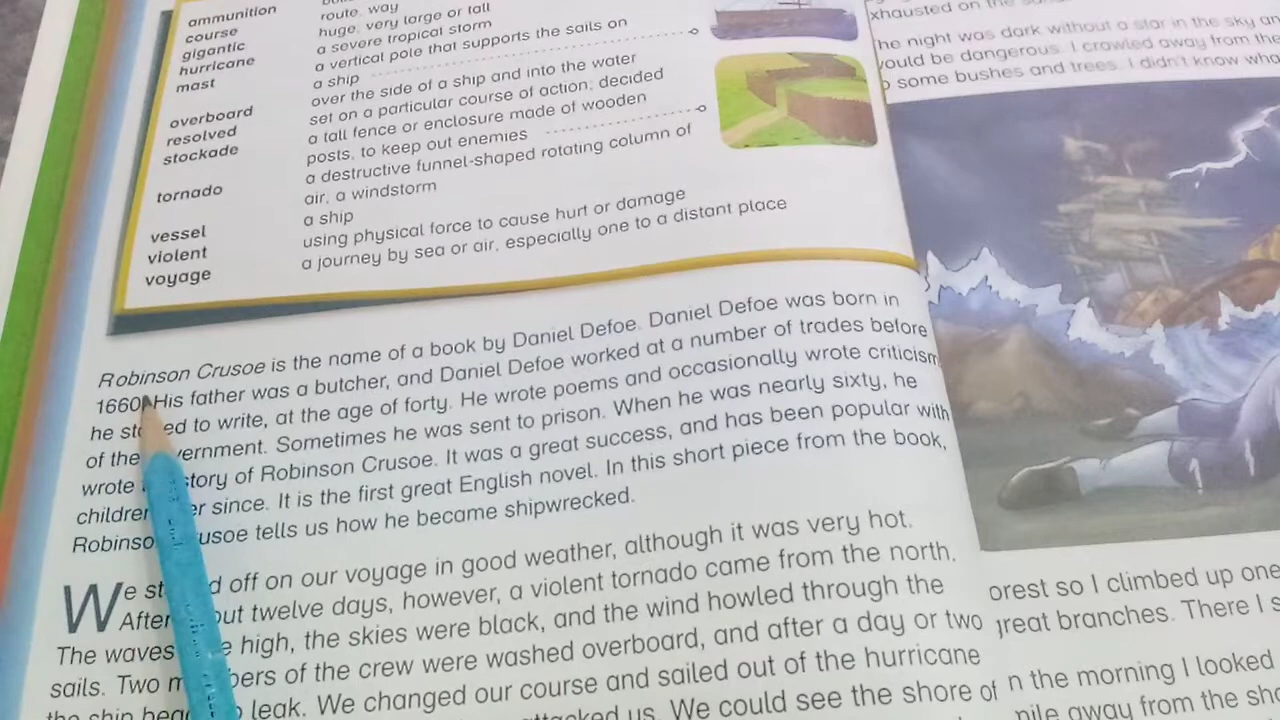 ammunition
course route, way
gigantic huge, very large or tall
hurricane a severe tropical storm
mast a vertical pole that supports the sails on
a ship
overboard over the side of a ship and into the water
resolved set on a particular course of action; decided
stockade a tall fence or enclosure made of wooden
posts, to keep out enemies
tornado a destructive funnel-shaped rotating column of
air, a windstorm
vessel a ship
violent using physical force to cause hurt or damage
voyage a journey by sea or air, especially one to a distant place
Robinson Crusoe is the name of a book by Daniel Defoe. Daniel Defoe was born in
1660. His father was a butcher, and Daniel Defoe worked at a number of trades before
he to write, at the age of forty. He wrote poems and occasionally wrote criticism
of the Sometimes he was sent to prison. When he was nearly sixty, he
wrote story of Robinson Crusoe. It was a great success, and has been popular with
children since. It is the first great English novel. In this short piece from the book,
tells us how he became shipwrecked.
We off on our voyage in good weather, although it was very hot.
After twelve days, however, a violent tornado came from the north.
The waves high, the skies were black, and the wind howled through the
sails. Two of the crew were washed overboard, and after a day or two
the ship leak. We changed our course and sailed out of the hurricane
us. We could see the shore of
exhausted on the
he night was dark without a star in the sky an
ould be dangerous. I crawled away from the
some bushes and trees. I didn't know wha
orest so I climbed up one
reat branches. There I s
n the morning I looked
away from the sho